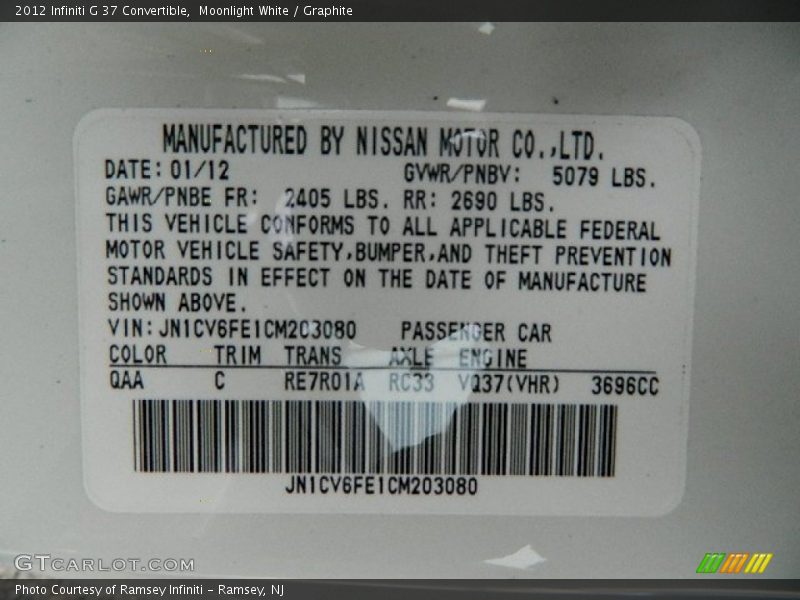 2012 Infiniti G 37 Convertible,  Moonlight White / Graphite
MANUFACTURED BY NISSAN MOTOR CO.,LTD.
DATE: 01/12 GVWR/PNBV: 5079 LBS.
GAWR/PNBE FR: 2405 LBS. RR: 2690 LBS.
THIS VEHICLE CONFORMS TO ALL APPLICABLE FEDERAL
MOTOR VEHICLE SAFETY,BUMPER,AND THEFT PREVENTION
STANDARDS IN EFFECT ON THE DATE OF MANUFACTURE
SHOWN ABOVE.
VIN: JN1CV6FE1CM203080 PASSENGER CAR
COLOR TRIM TRANS AXLE ENGINE
QAA C RE7R01A RC33 VQ37(VHR) 3696CC
JN1CV6FE1CM203080
GTCARLOT.COM
Photo Courtesy of Ramsey Infiniti - Ramsey, NJ